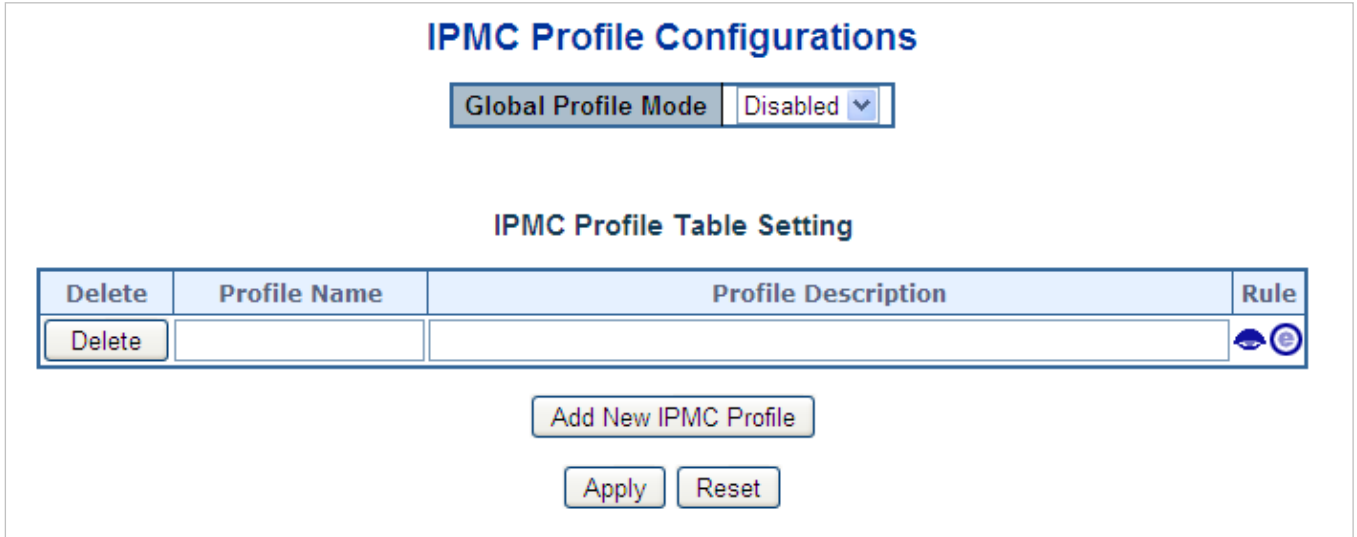 IPMC Profile Configurations
Global Profile Mode Disabled
IPMC Profile Table Setting
Delete Profile Name Profile Description Rule
Delete e
Add New IPMC Profile
Apply Reset